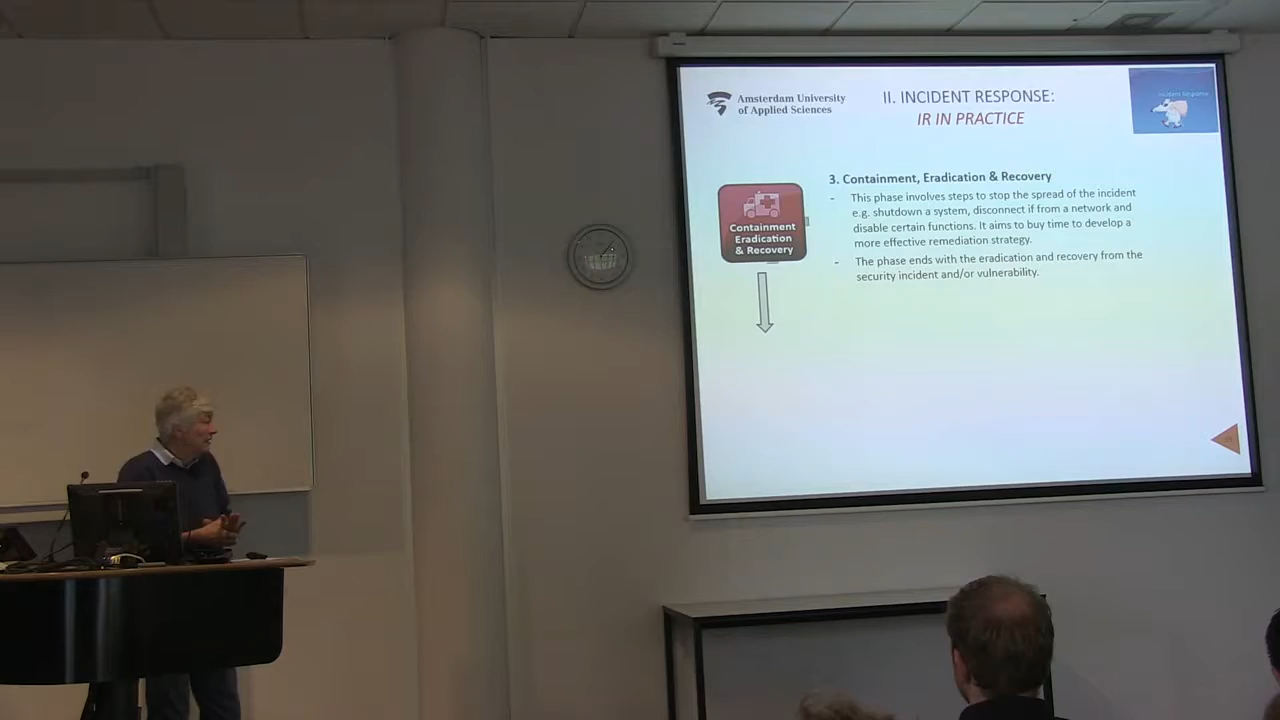 Amsterdam University
of Applied Sciences
II. INCIDENT RESPONSE:
IR IN PRACTICE
Incident Response
3. Containment, Eradication & Recovery
- This phase involves steps to stop the spread of the incident
e.g. shutdown a system, disconnect if from a network and
disable certain functions. It aims to buy time to develop a
more effective remediation strategy.
- The phase ends with the eradication and recovery from the
security incident and/or vulnerability.
Containment
Eradication
& Recovery